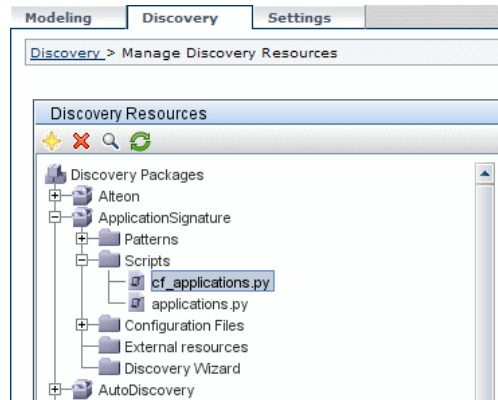 Modeling Discovery Settings
Discovery > Manage Discovery Resources
Discovery Resources
Discovery Packages
Alteon
ApplicationSignature
Patterns
Scripts
cf_applications.py
applications.py
Configuration Files
External resources
Discovery Wizard
AutoDiscovery